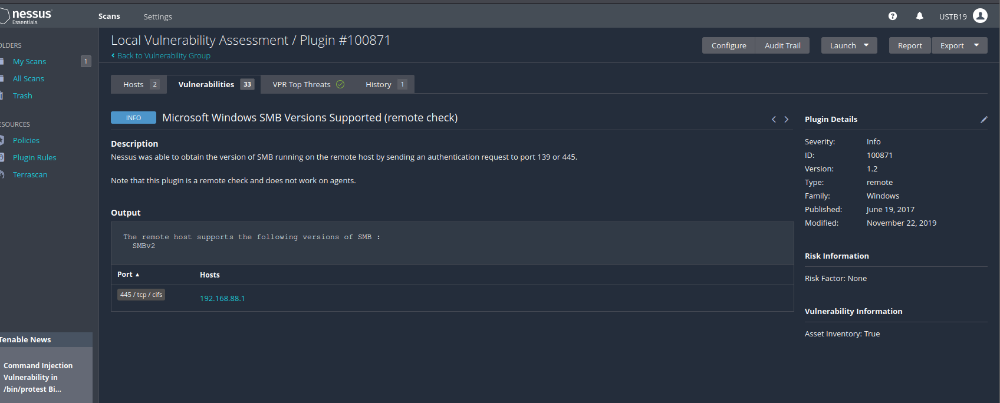 nessus
Essentials
Scans
Settings
USTB19
OLDERS
My Scans
1
All Scans
Trash
ESOURCES
Policies
Plugin Rules
Terrascan
Tenable News
Command Injection
Vulnerability in
/bin/protest Bi...
Local Vulnerability Assessment / Plugin #100871
Back to Vulnerability Group
Configure
Audit Trail
Launch
Report
Export
Hosts 2
Vulnerabilities 33
VPR Top Threats
History 1
INFO
Microsoft Windows SMB Versions Supported (remote check)
Description
Nessus was able to obtain the version of SMB running on the remote host by sending an authentication request to port 139 or 445.
Note that this plugin is a remote check and does not work on agents.
Output
The remote host supports the following versions of SMB :
SMBv2
Port Hosts
445 / tcp / cifs 192.168.88.1
Plugin Details
Severity: Info
ID: 100871
Version: 1.2
Type: remote
Family: Windows
Published: June 19, 2017
Modified: November 22, 2019
Risk Information
Risk Factor: None
Vulnerability Information
Asset Inventory: True